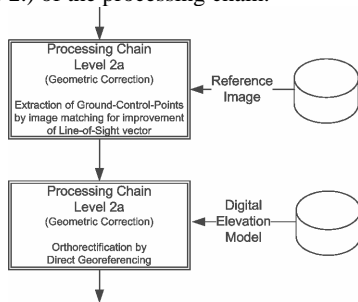 2.) of the processing chain.
Processing Chain
Level 2a
(Geometric Correction)
Extraction of Ground-Control-Points
by image matching for improvement
of Line-of-Sight vector
Reference
Image
Processing Chain
Level 2a
(Geometric Correction)
Orthorectification by
Direct Georeferencing
Digital
Elevation
Model